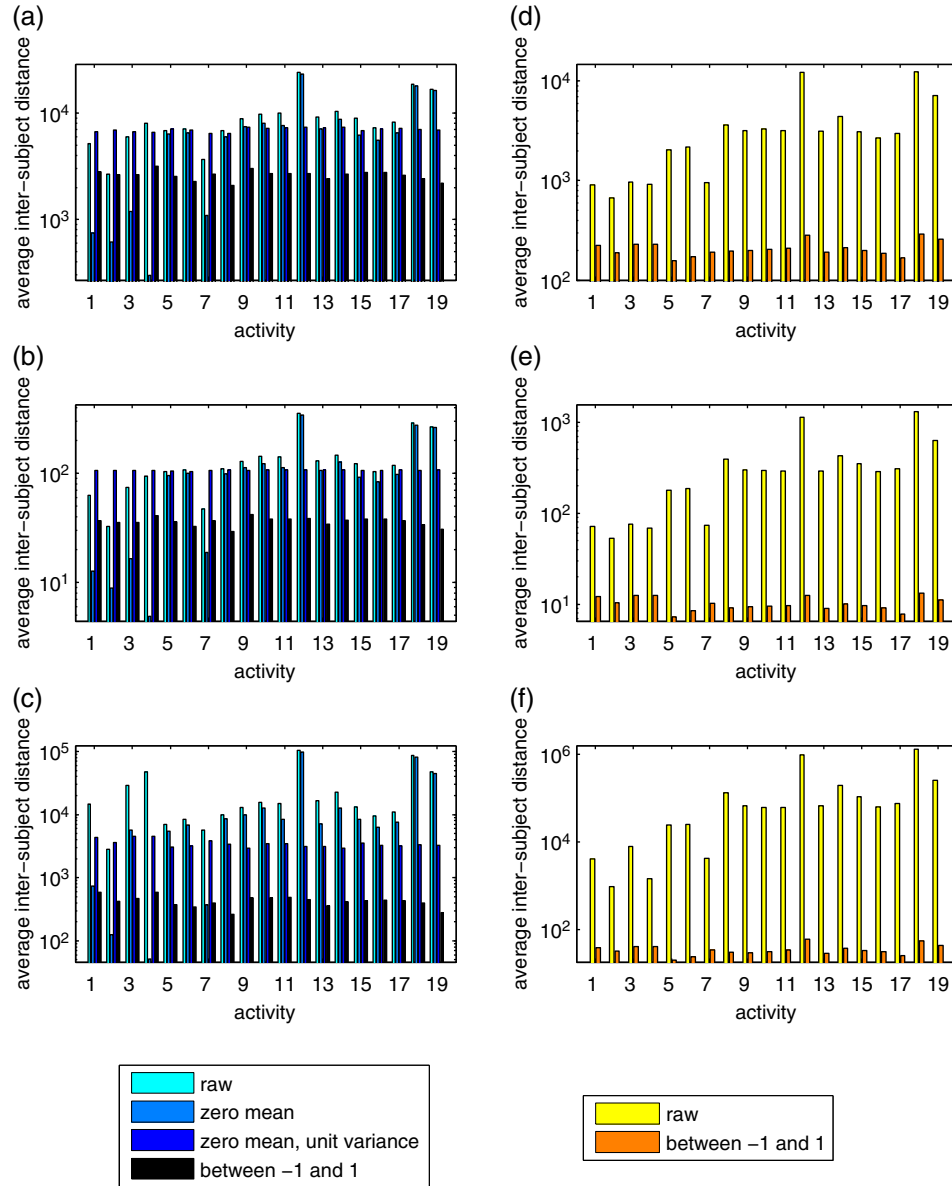 (a)
average inter−subject distance
10^4
10^3
1 3 5 7 9 11 13 15 17 19
activity
(d)
average inter−subject distance
10^4
10^3
10^2
1 3 5 7 9 11 13 15 17 19
activity
(b)
average inter−subject distance
10^2
10^1
1 3 5 7 9 11 13 15 17 19
activity
(e)
average inter−subject distance
10^3
10^2
10^1
1 3 5 7 9 11 13 15 17 19
activity
(c)
average inter−subject distance
10^5
10^4
10^3
10^2
1 3 5 7 9 11 13 15 17 19
activity
(f)
average inter−subject distance
10^6
10^4
10^2
1 3 5 7 9 11 13 15 17 19
activity
raw
zero mean
zero mean, unit variance
between −1 and 1
raw
between −1 and 1